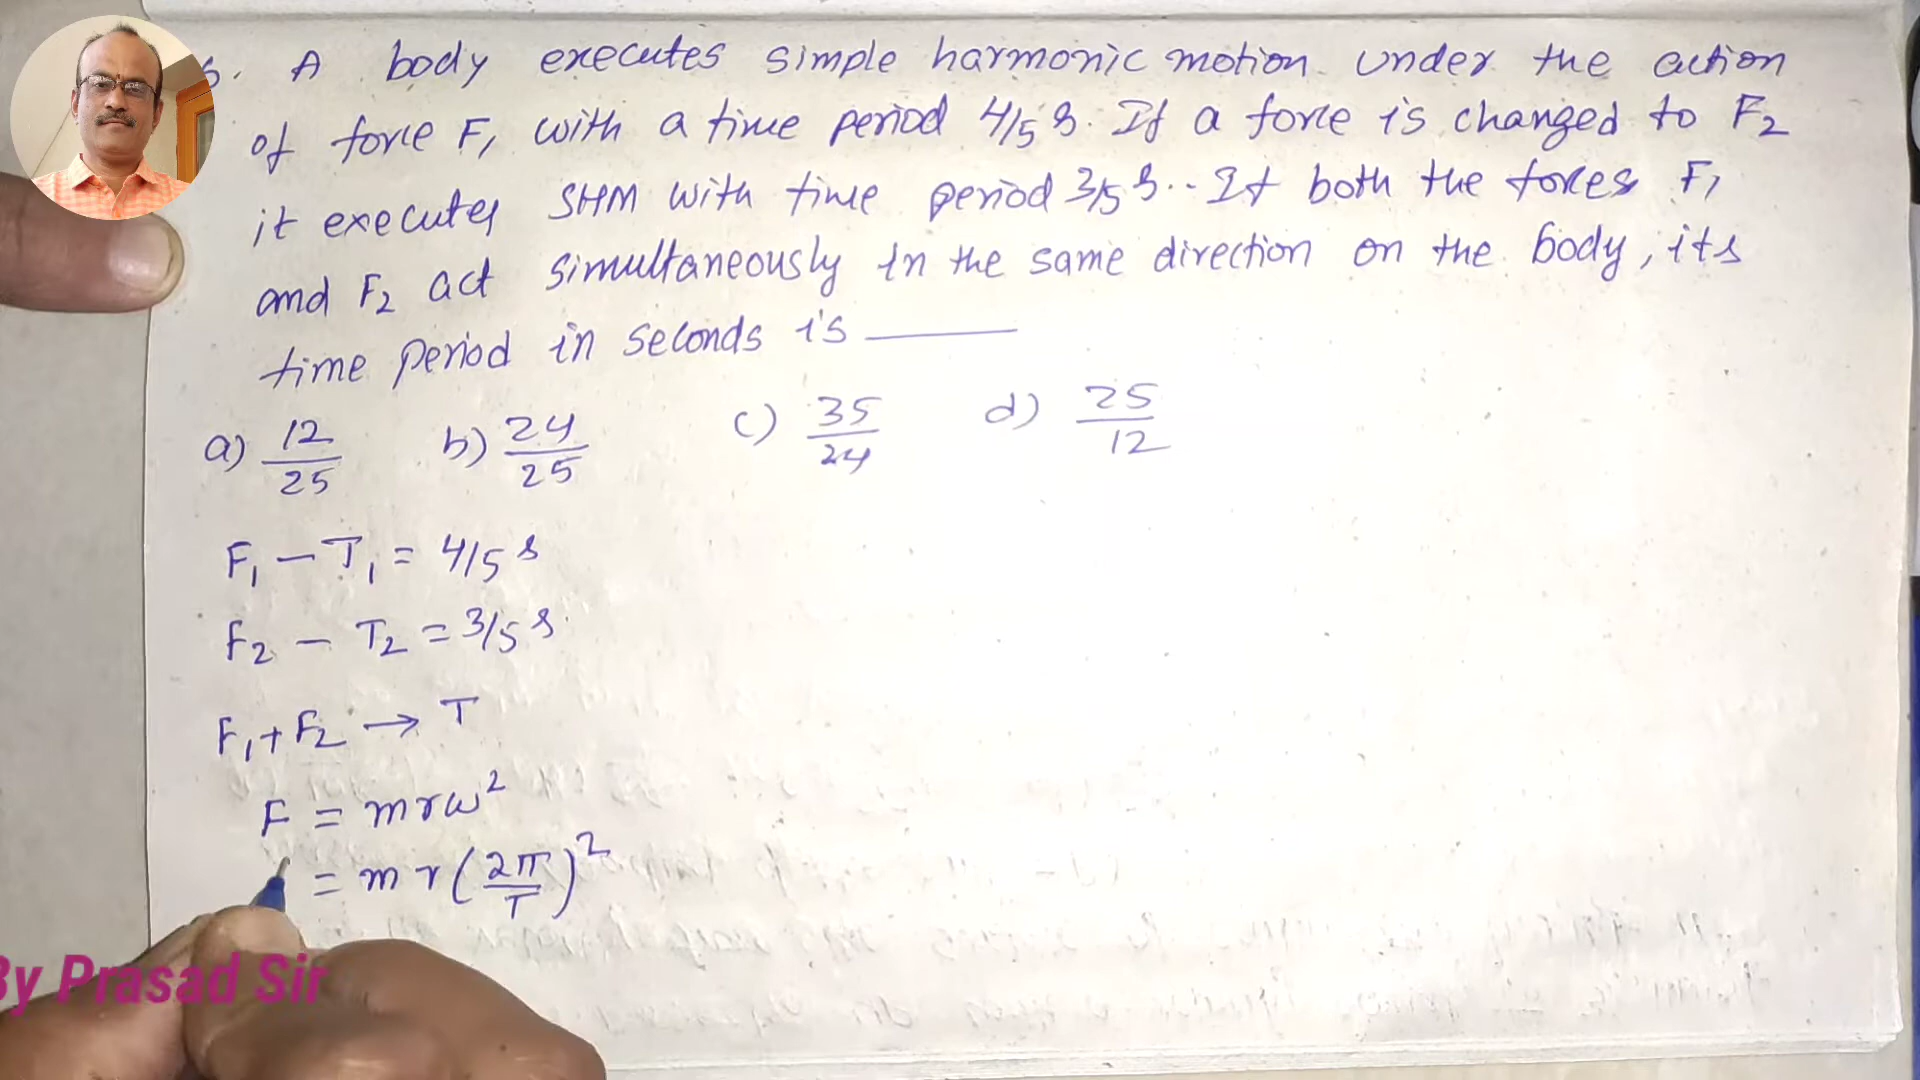 6. A body executes simple harmonic motion under the action
of force F₁ with a time period 4/5 s. If a force is changed to F₂
it executes SHM with time period 3/5 s.. If both the forces F₁
and F₂ act simultaneously in the same direction on the body, its
time period in seconds is ______
a) 12/25 b) 24/25 c) 35/24 d) 25/12
F₁ – T₁ = 4/5 s
F₂ – T₂ = 3/5 s.
F₁+F₂ → T
F = mrω²
= mr(2π/T)²
By Prasad Sir